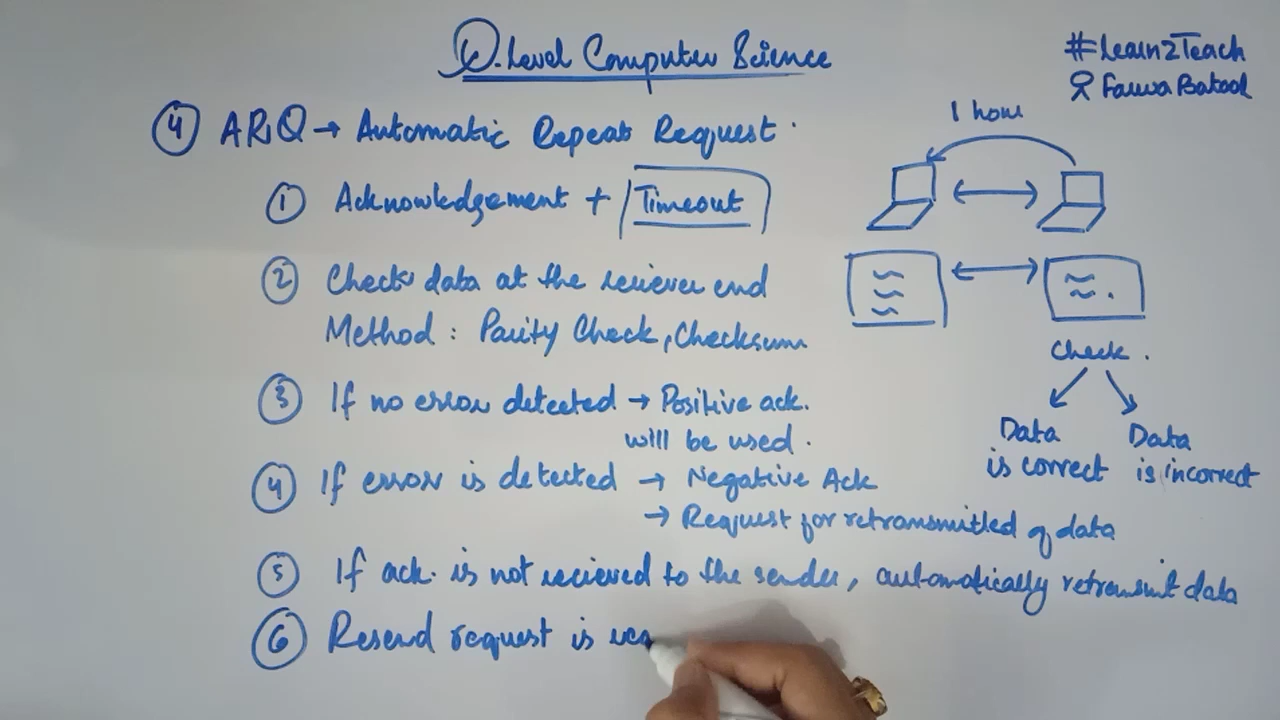 O.Level Computer Science
#Learn2Teach
Farwa Batool
④ ARQ → Automatic Repeat Request.
1 hour
① Acknowledgement + Timeout
② Check data at the reciever end
Method : Parity Check, Checksum
Check.
③ If no error detected → Positive ack.
will be used.
Data
is correct
Data
is incorrect
④ If error is detected → Negative Ack
→ Request for retransmitted of data
⑤ If ack. is not recieved to the sender, automatically retransmit data
⑥ Resend request is